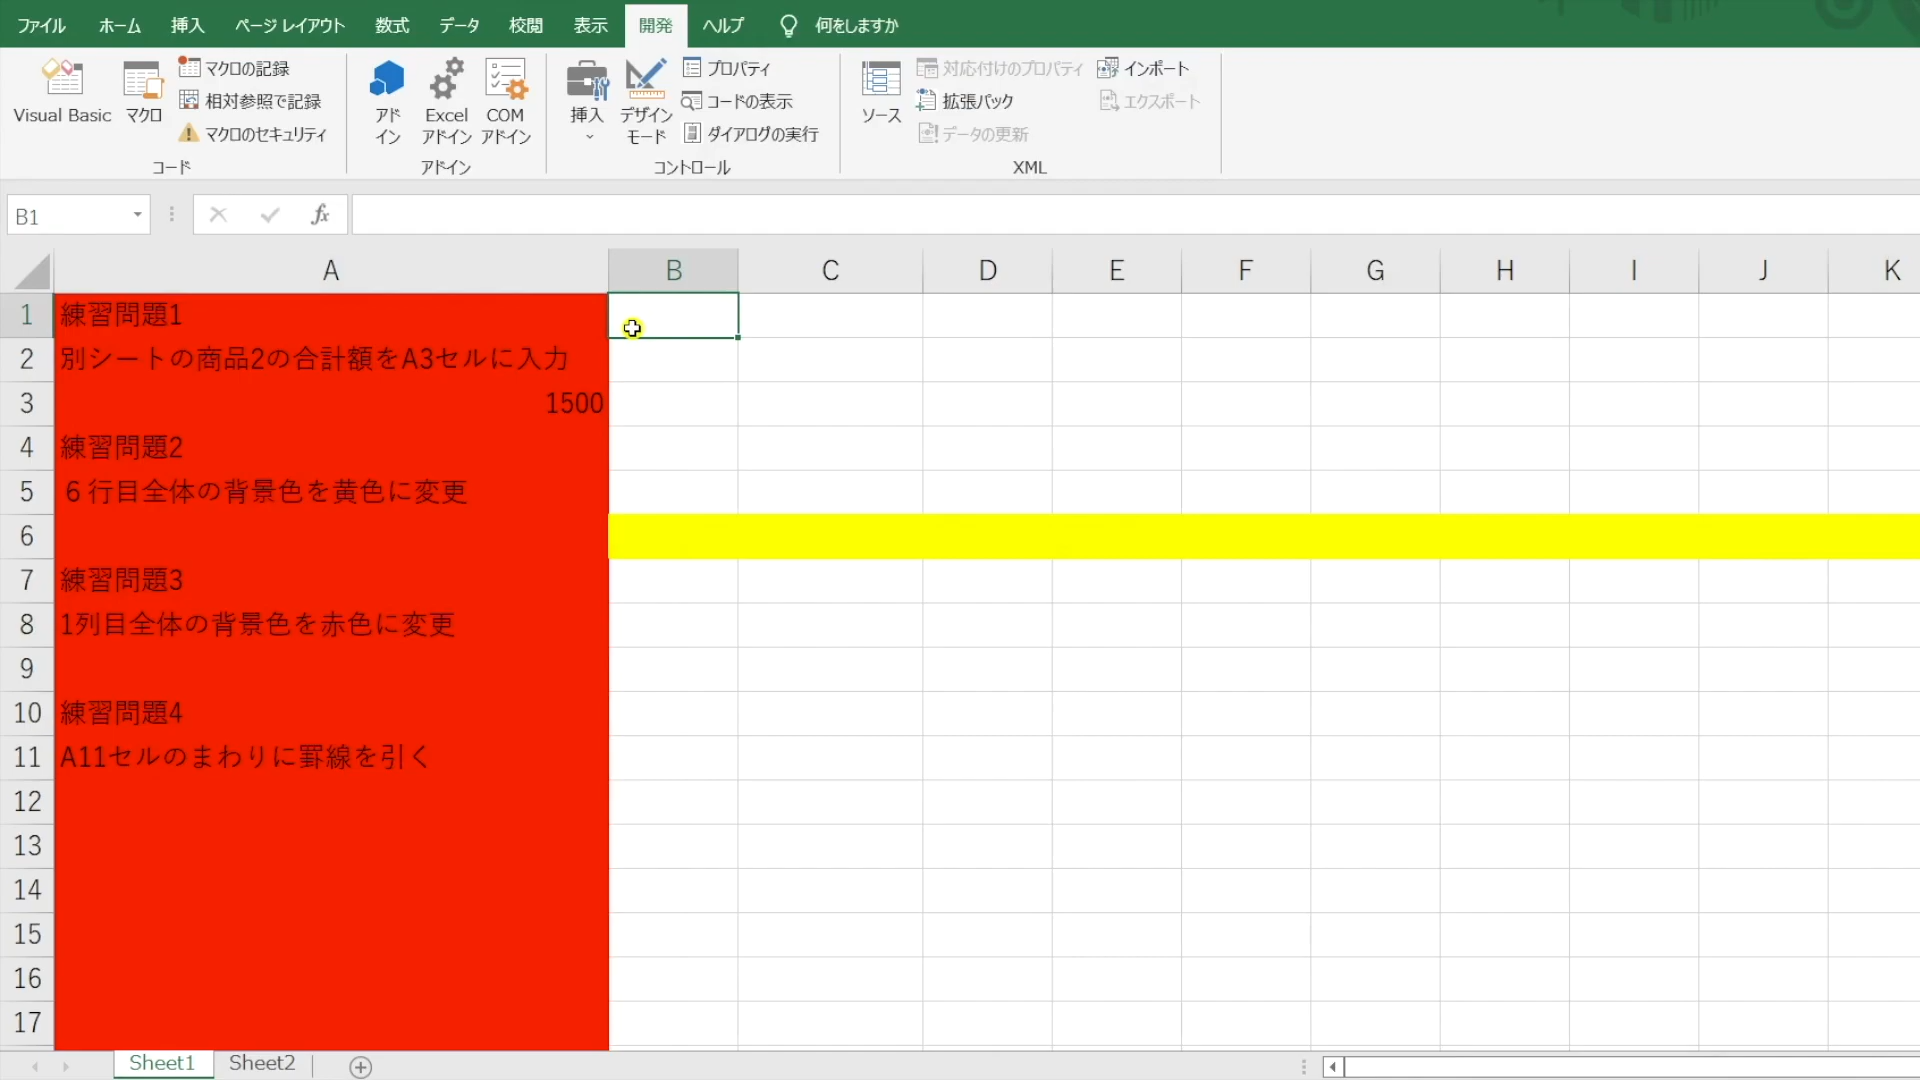 ファイル ホーム 挿入 ページ レイアウト 数式 データ 校閲 表示 開発 ヘルプ 何をしますか
Visual Basic
マクロ
マクロの記録
相対参照で記録
マクロのセキュリティ
コード
アド
イン
Excel
アドイン
COM
アドイン
アドイン
挿入
デザイン
モード
プロパティ
コードの表示
ダイアログの実行
コントロール
ソース
対応付けのプロパティ
拡張パック
データの更新
インポート
エクスポート
XML
B1 fx
A B C D E F G H I J K
1 練習問題1
2 別シートの商品2の合計額をA3セルに入力
3 1500
4 練習問題2
5 ６行目全体の背景色を黄色に変更
6
7 練習問題3
8 1列目全体の背景色を赤色に変更
9
10 練習問題4
11 A11セルのまわりに罫線を引く
12
13
14
15
16
17
Sheet1 Sheet2